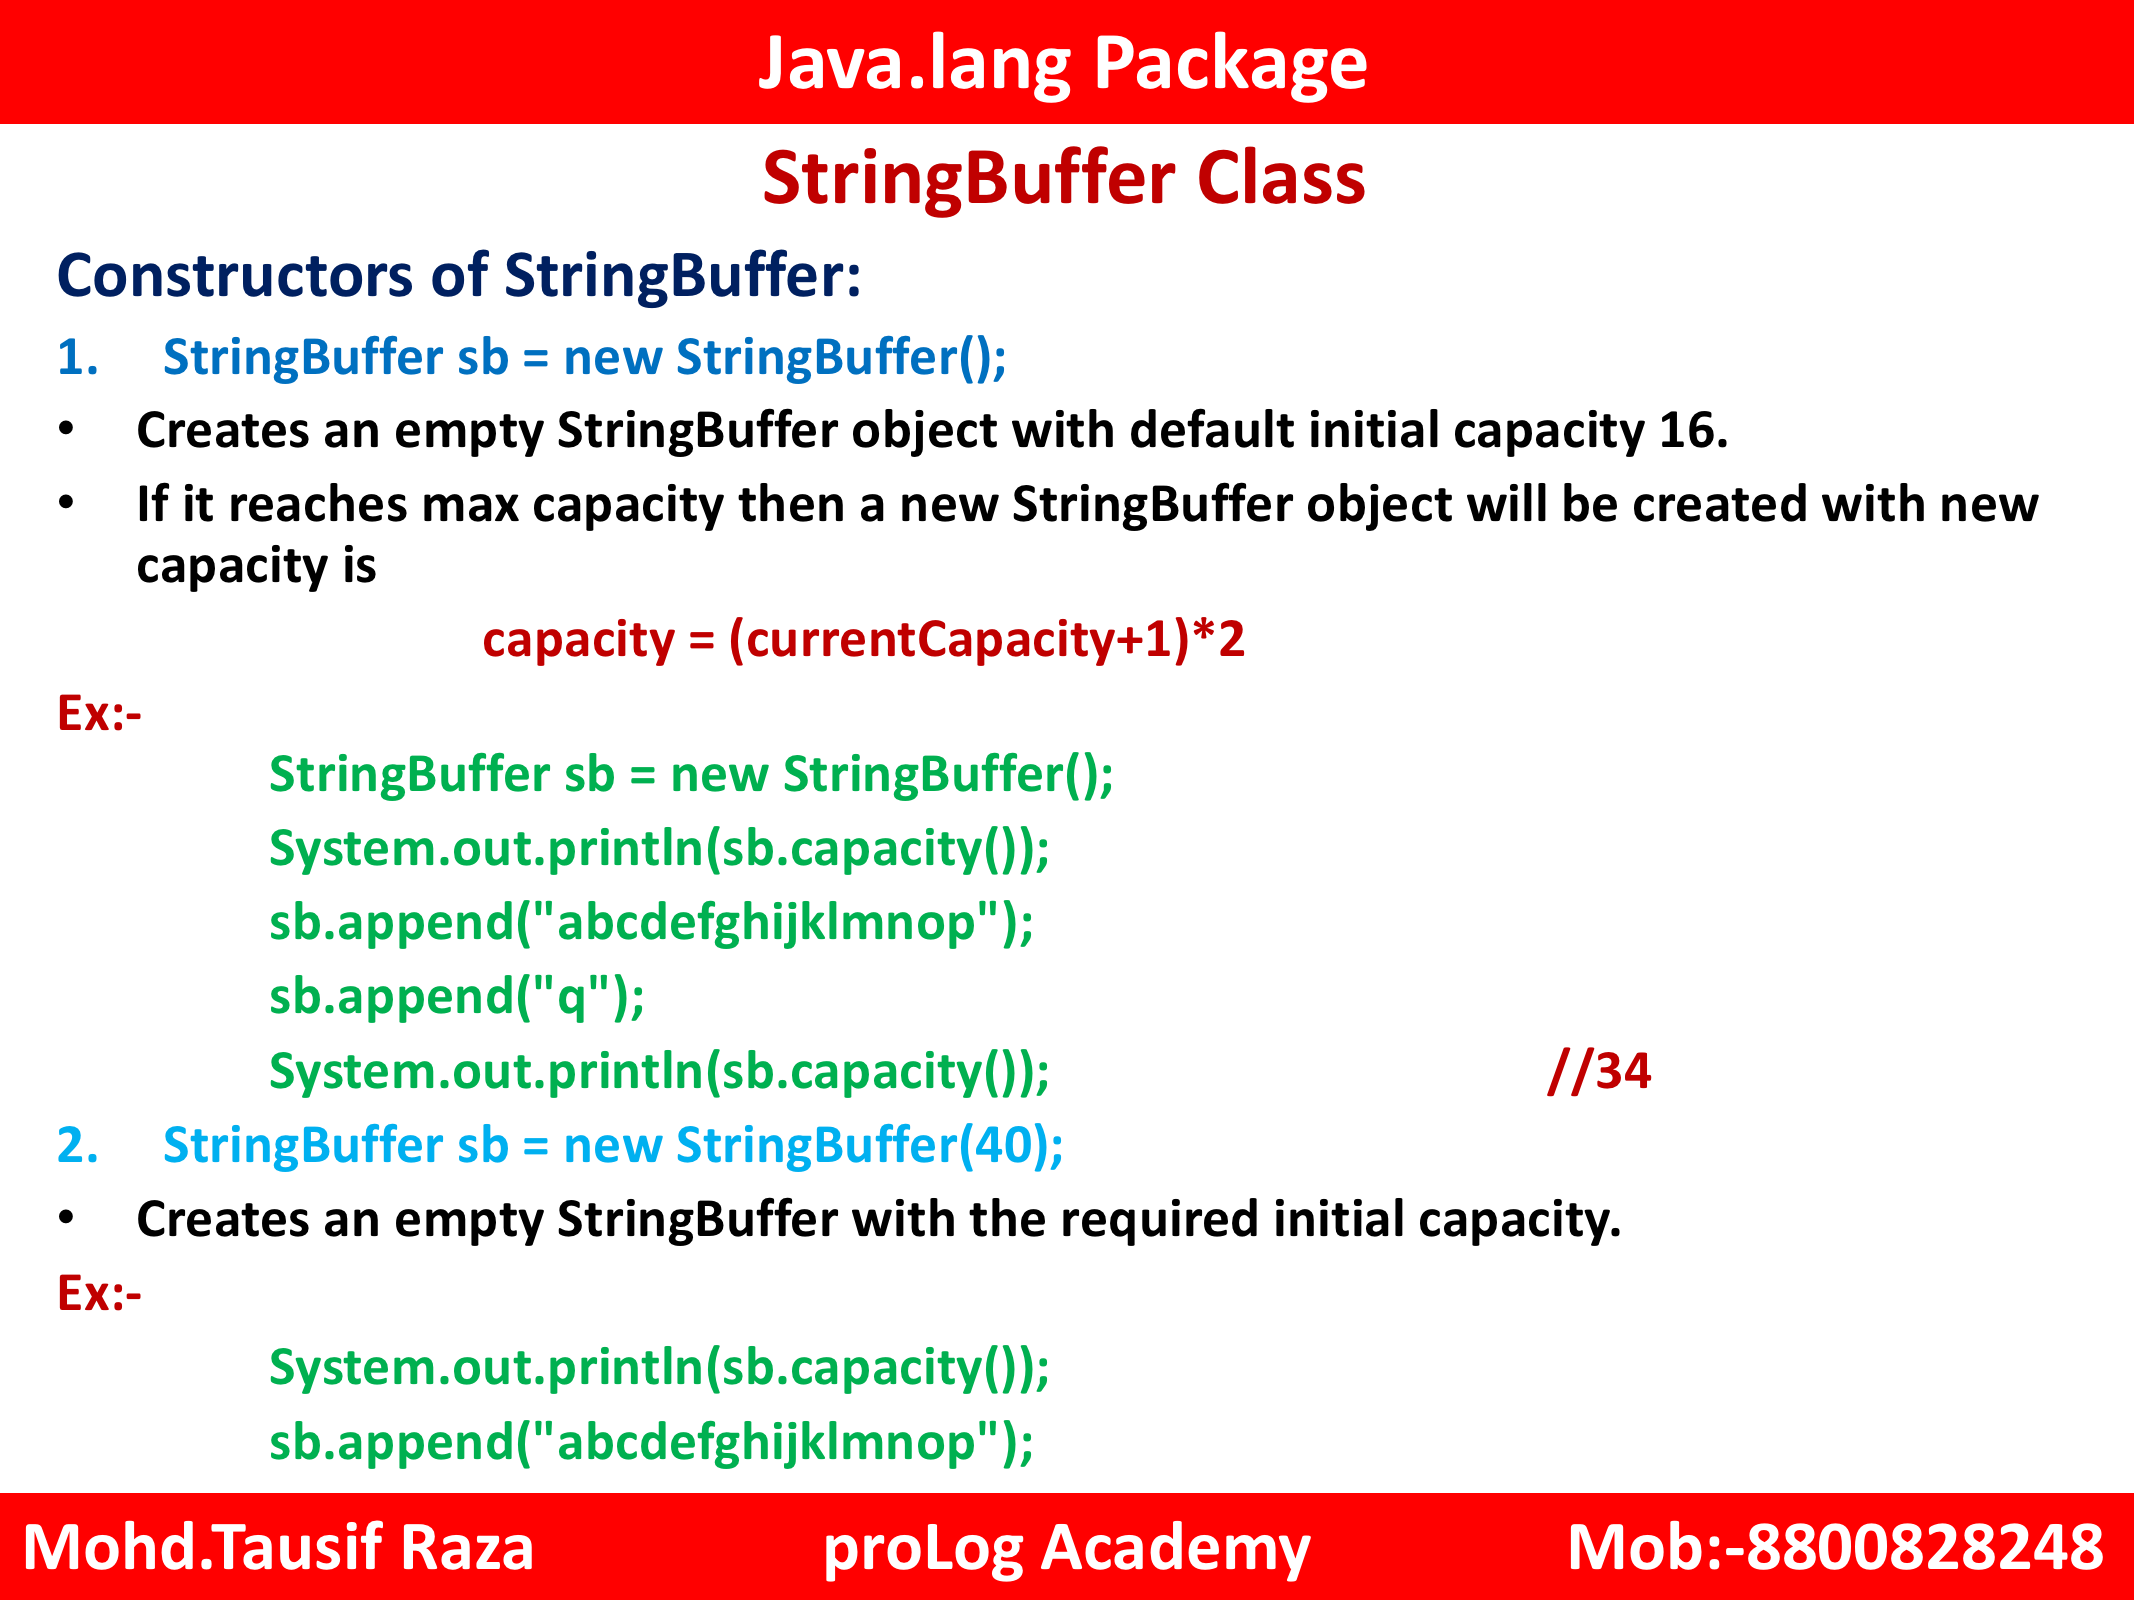 Java.lang Package
StringBuffer Class
Constructors of StringBuffer:
1. StringBuffer sb = new StringBuffer();
• Creates an empty StringBuffer object with default initial capacity 16.
• If it reaches max capacity then a new StringBuffer object will be created with new
capacity is
capacity = (currentCapacity+1)*2
Ex:-
StringBuffer sb = new StringBuffer();
System.out.println(sb.capacity());
sb.append("abcdefghijklmnop");
sb.append("q");
System.out.println(sb.capacity()); //34
2. StringBuffer sb = new StringBuffer(40);
• Creates an empty StringBuffer with the required initial capacity.
Ex:-
System.out.println(sb.capacity());
sb.append("abcdefghijklmnop");
Mohd.Tausif Raza proLog Academy Mob:-8800828248